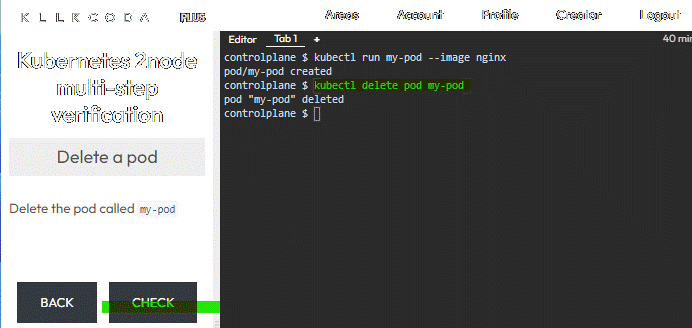 KILLERCODA PLUS Areas Account Profile Creator Logout
Editor Tab 1 + 40 min
Kubernetes 2node
multi-step
verification
Delete a pod
Delete the pod called my-pod
BACK CHECK
controlplane $ kubectl run my-pod --image nginx
pod/my-pod created
controlplane $ kubectl delete pod my-pod
pod "my-pod" deleted
controlplane $